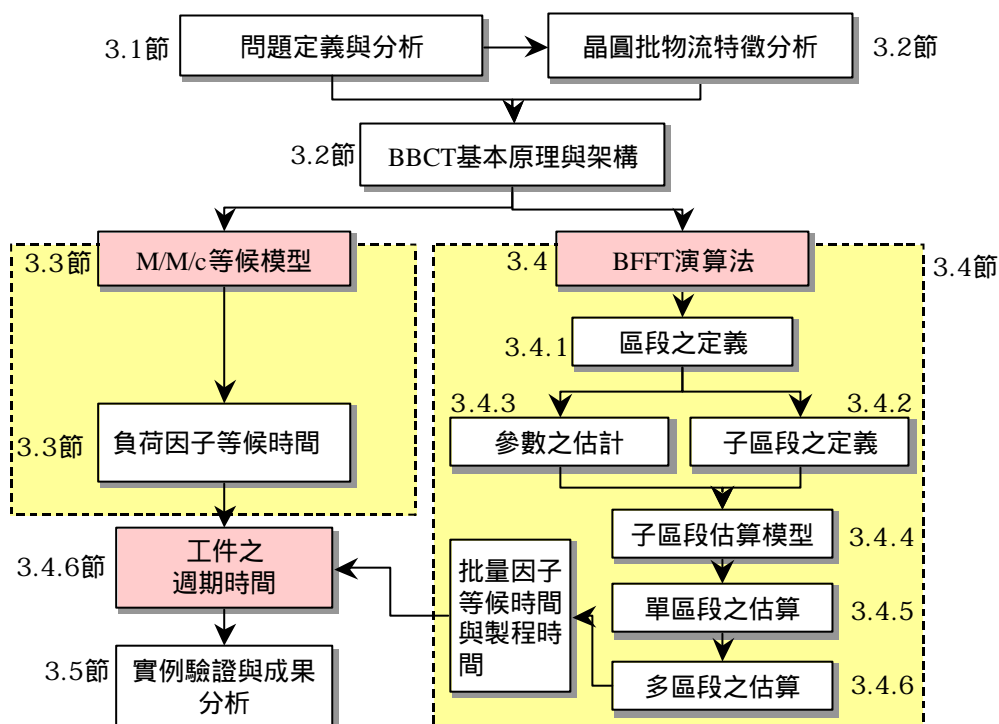 3.1節
問題定義與分析
晶圓批物流特徵分析
3.2節
3.2節
BBCT基本原理與架構
3.3節
M/M/c等候模型
3.4
BFFT演算法
3.4節
3.4.1
區段之定義
3.4.3
3.4.2
3.3節
負荷因子等候時間
參數之估計
子區段之定義
子區段估算模型
3.4.4
3.4.6節
工件之
週期時間
批量因子
等候時間
與製程時
間
單區段之估算
3.4.5
3.5節
實例驗證與成果
分析
多區段之估算
3.4.6